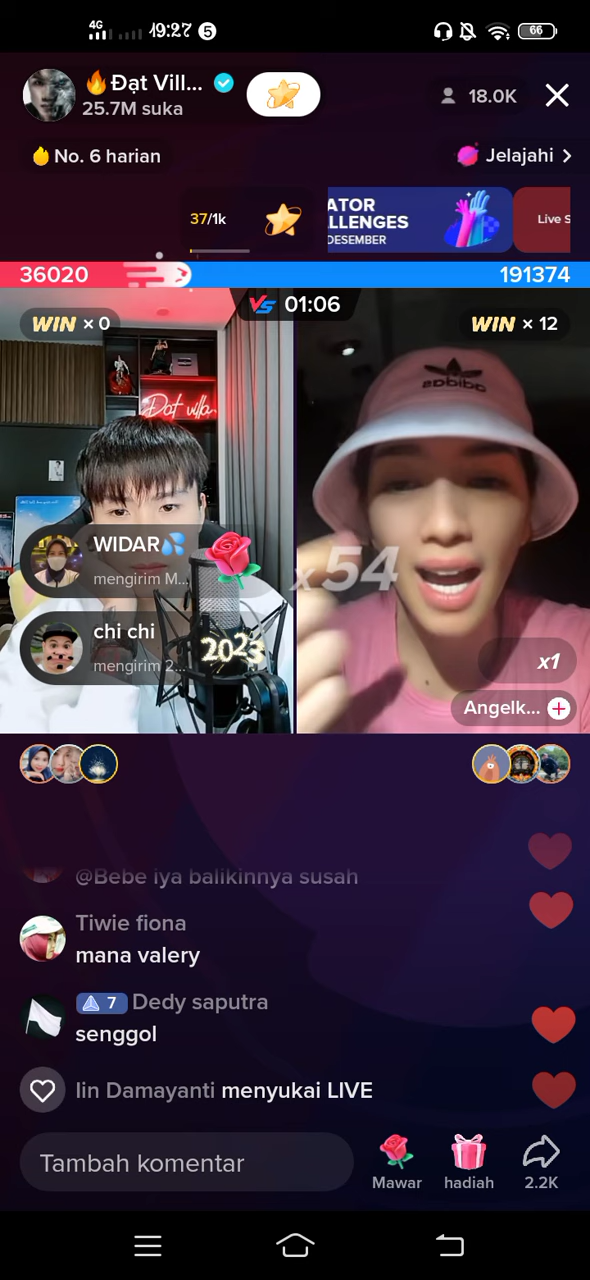 4G
19:27
5
66
Đạt Vill...
25.7M suka
18.0K
No. 6 harian
Jelajahi
37/1k
ATOR
LLENGES
DESEMBER
Live S
36020
191374
WIN × 0
VS 01:06
WIN × 12
adidas
Dat villa
WIDAR
mengirim M...
chi chi
mengirim 2...
2023
x54
x1
Angelk...
@Bebe iya balikinnya susah
Tiwie fiona
mana valery
7 Dedy saputra
senggol
Iin Damayanti menyukai LIVE
Tambah komentar
Mawar
hadiah
2.2K